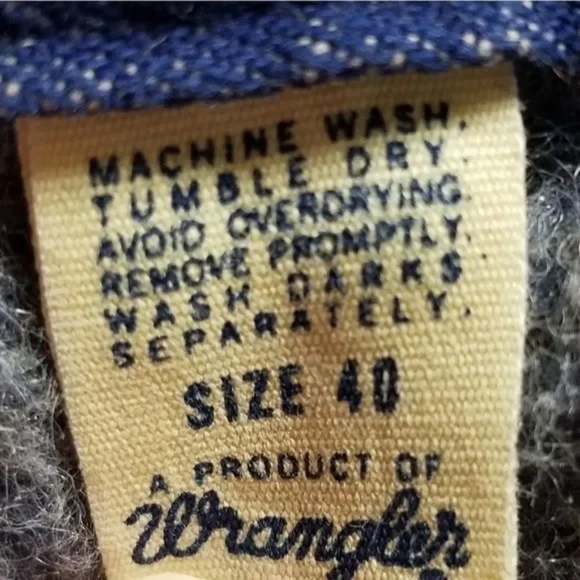 MACHINE WASH.
TUMBLE DRY.
AVOID OVERDRYING.
REMOVE PROMPTLY.
WASH DARKS
SEPARATELY.
SIZE 40
A PRODUCT OF
Wrangler